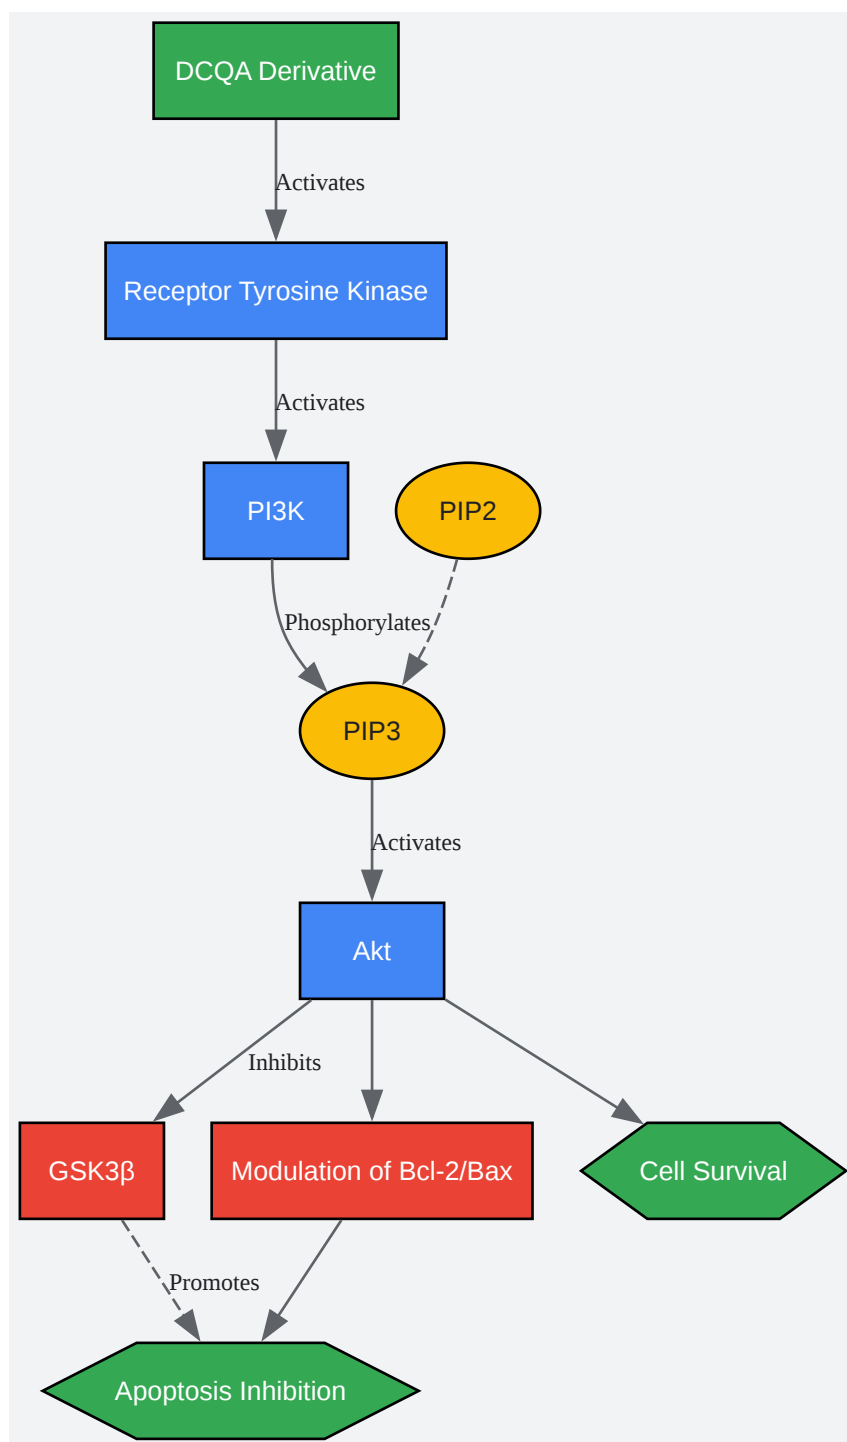 DCQA Derivative
Activates
Receptor Tyrosine Kinase
Activates
PI3K
PIP2
Phosphorylates
PIP3
Activates
Akt
Inhibits
GSK3β
Modulation of Bcl-2/Bax
Cell Survival
Promotes
Apoptosis Inhibition